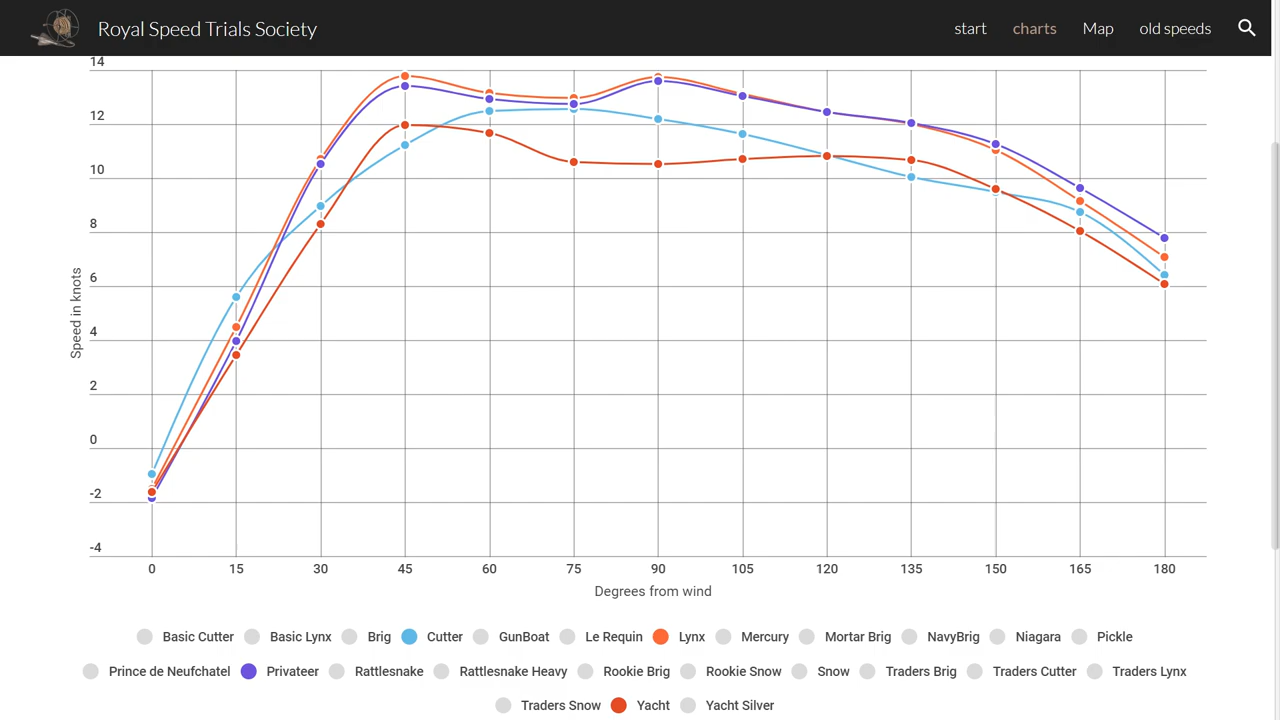 Royal Speed Trials Society
start charts Map old speeds
14
12
10
8
6
4
2
0
-2
-4
Speed in knots
0 15 30 45 60 75 90 105 120 135 150 165 180
Degrees from wind
Basic Cutter Basic Lynx Brig Cutter GunBoat Le Requin Lynx Mercury Mortar Brig NavyBrig Niagara Pickle
Prince de Neufchatel Privateer Rattlesnake Rattlesnake Heavy Rookie Brig Rookie Snow Snow Traders Brig Traders Cutter Traders Lynx
Traders Snow Yacht Yacht Silver